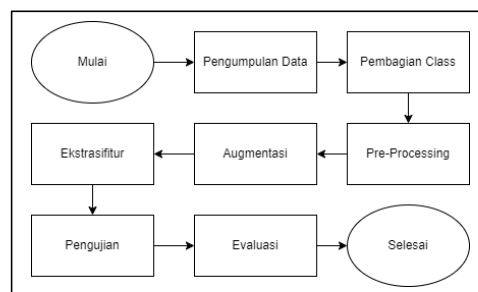 Mulai
Pengumpulan Data
Pembagian Class
Ekstrasifitur
Augmentasi
Pre-Processing
Pengujian
Evaluasi
Selesai